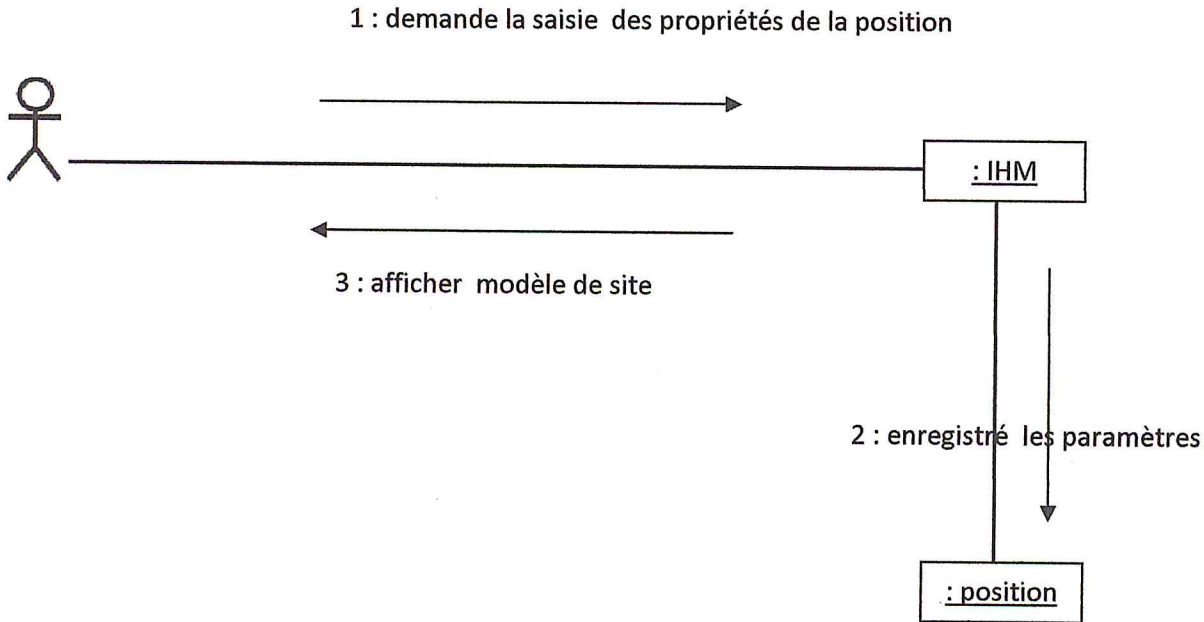 1 : demande la saisie des propriétés de la position
: IHM
3 : afficher modèle de site
2 : enregistré les paramètres
: position